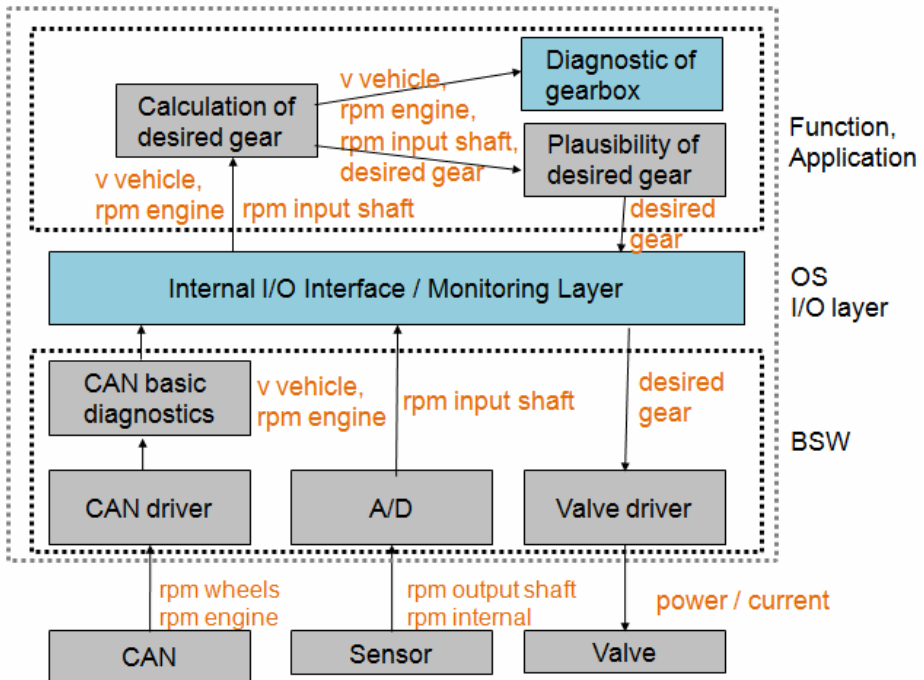 Diagnostic of
gearbox
v vehicle,
rpm engine,
rpm input shaft,
desired gear
Calculation of
desired gear
Plausibility of
desired gear
Function,
Application
v vehicle,
rpm engine
rpm input shaft
desired
gear
Internal I/O Interface / Monitoring Layer
OS
I/O layer
CAN basic
diagnostics
v vehicle,
rpm engine
rpm input shaft
desired
gear
BSW
CAN driver
A/D
Valve driver
rpm wheels
rpm engine
rpm output shaft
rpm internal
power / current
CAN
Sensor
Valve